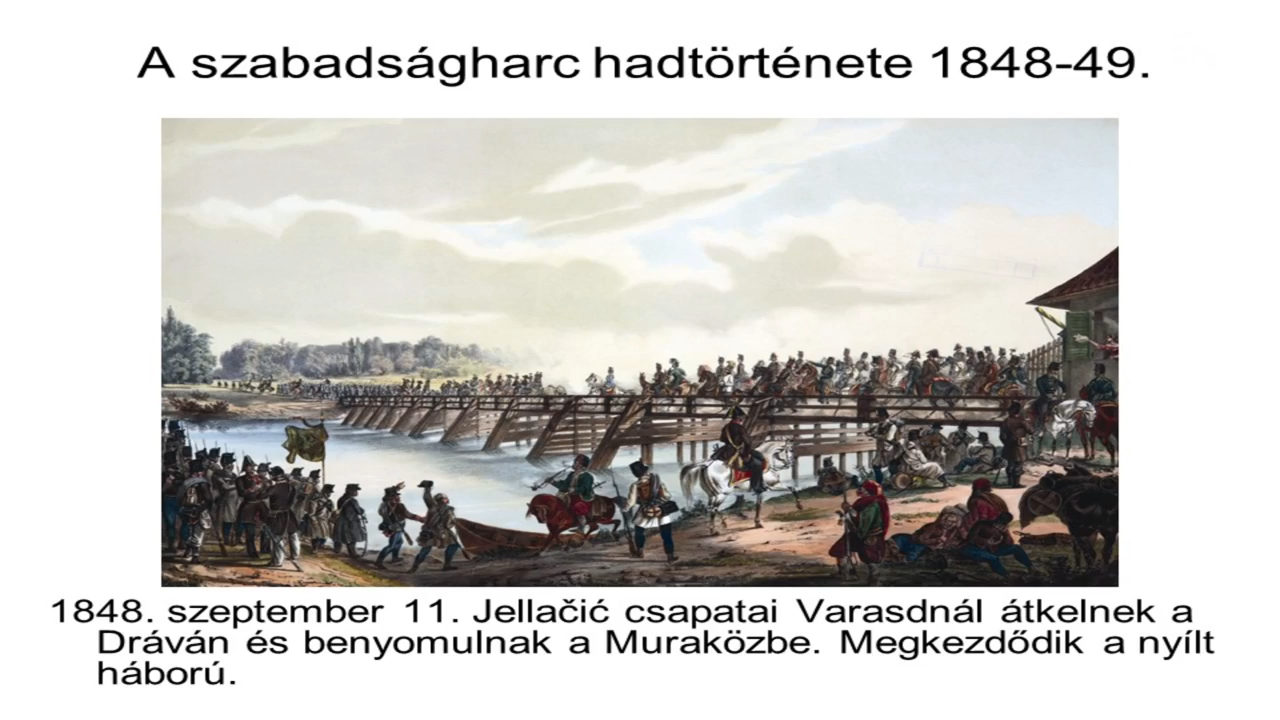 A szabadságharc hadtörténete 1848-49.
1848. szeptember 11. Jellačić csapatai Varasdnál átkelnek a
Dráván és benyomulnak a Muraközbe. Megkezdődik a nyílt
háború.